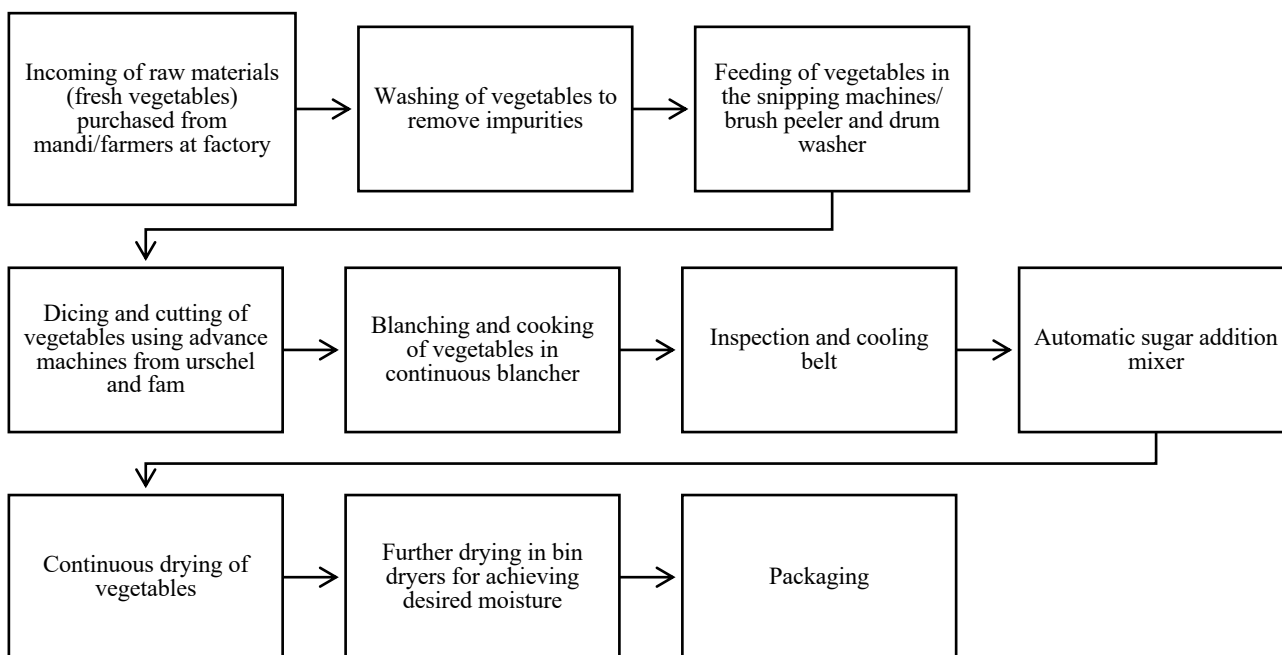 Incoming of raw materials
(fresh vegetables)
purchased from
mandi/farmers at factory
Washing of vegetables to
remove impurities
Feeding of vegetables in
the snipping machines/
brush peeler and drum
washer
Dicing and cutting of
vegetables using advance
machines from urschel
and fam
Blanching and cooking
of vegetables in
continuous blancher
Inspection and cooling
belt
Automatic sugar addition
mixer
Continuous drying of
vegetables
Further drying in bin
dryers for achieving
desired moisture
Packaging